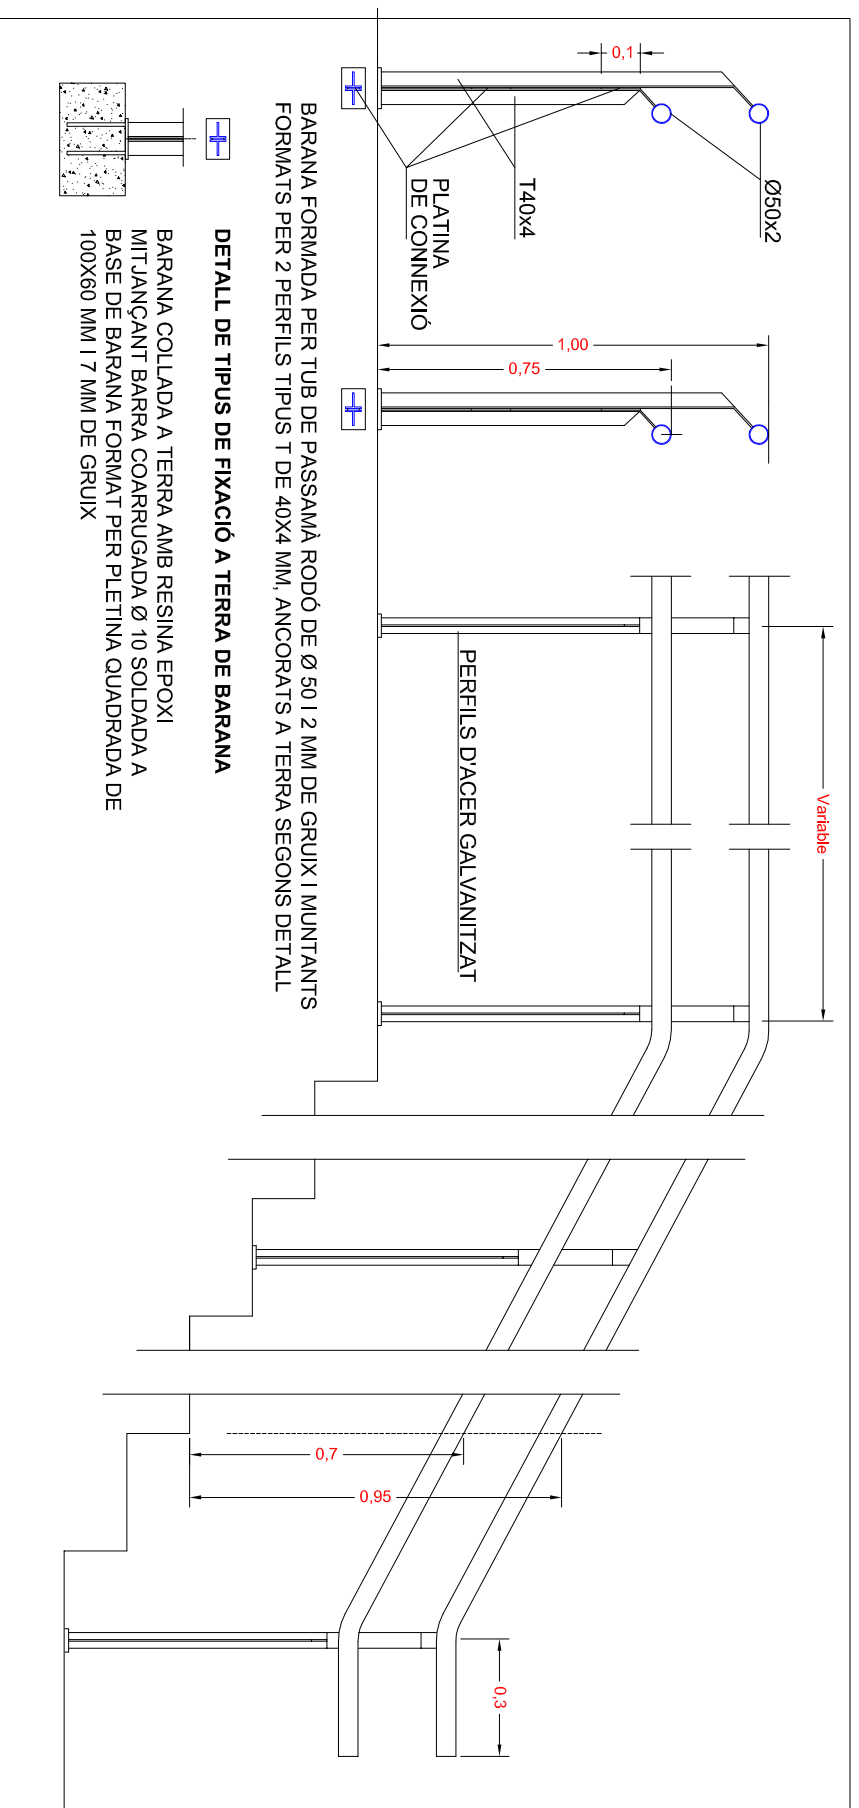 0,1
Ø50x2
T40x4
PLATINA
DE CONNEXIÓ
1,00
0,75
Variable
PERFILS D'ACER GALVANITZAT
0,7
0,95
0,3
BARANA FORMADA PER TUB DE PASSAMÀ RODÓ DE Ø 50 I 2 MM DE GRUIX I MUNTANTS
FORMATS PER 2 PERFILS TIPUS T DE 40X4 MM, ANCORATS A TERRA SEGONS DETALL
DETALL DE TIPUS DE FIXACIÓ A TERRA DE BARANA
BARANA COLLADA A TERRA AMB RESINA EPOXI
MITJANÇANT BARRA COARRUGADA Ø 10 SOLDADA A
BASE DE BARANA FORMAT PER PLETINA QUADRADA DE
100X60 MM I 7 MM DE GRUIX